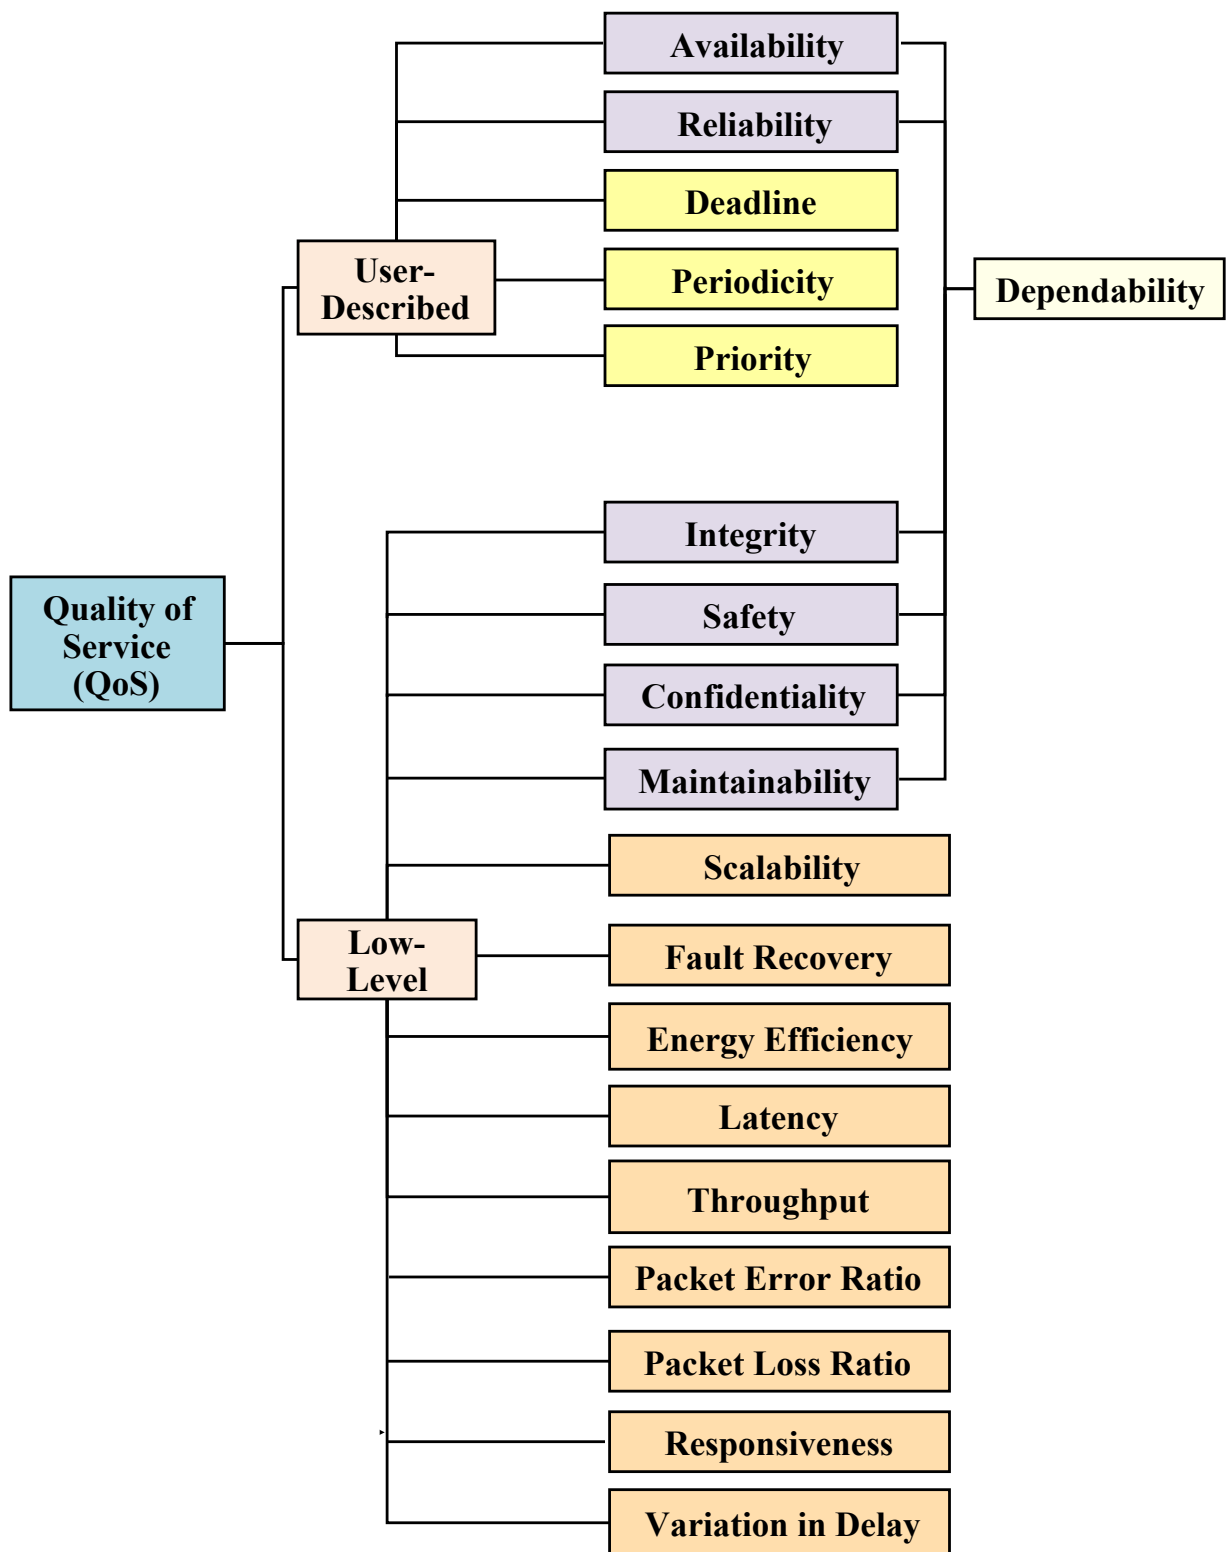 Availability
Reliability
Deadline
User-
Described
Periodicity
Dependability
Priority
Integrity
Quality of
Service
(QoS)
Safety
Confidentiality
Maintainability
Scalability
Low-
Level
Fault Recovery
Energy Efficiency
Latency
Throughput
Packet Error Ratio
Packet Loss Ratio
Responsiveness
Variation in Delay